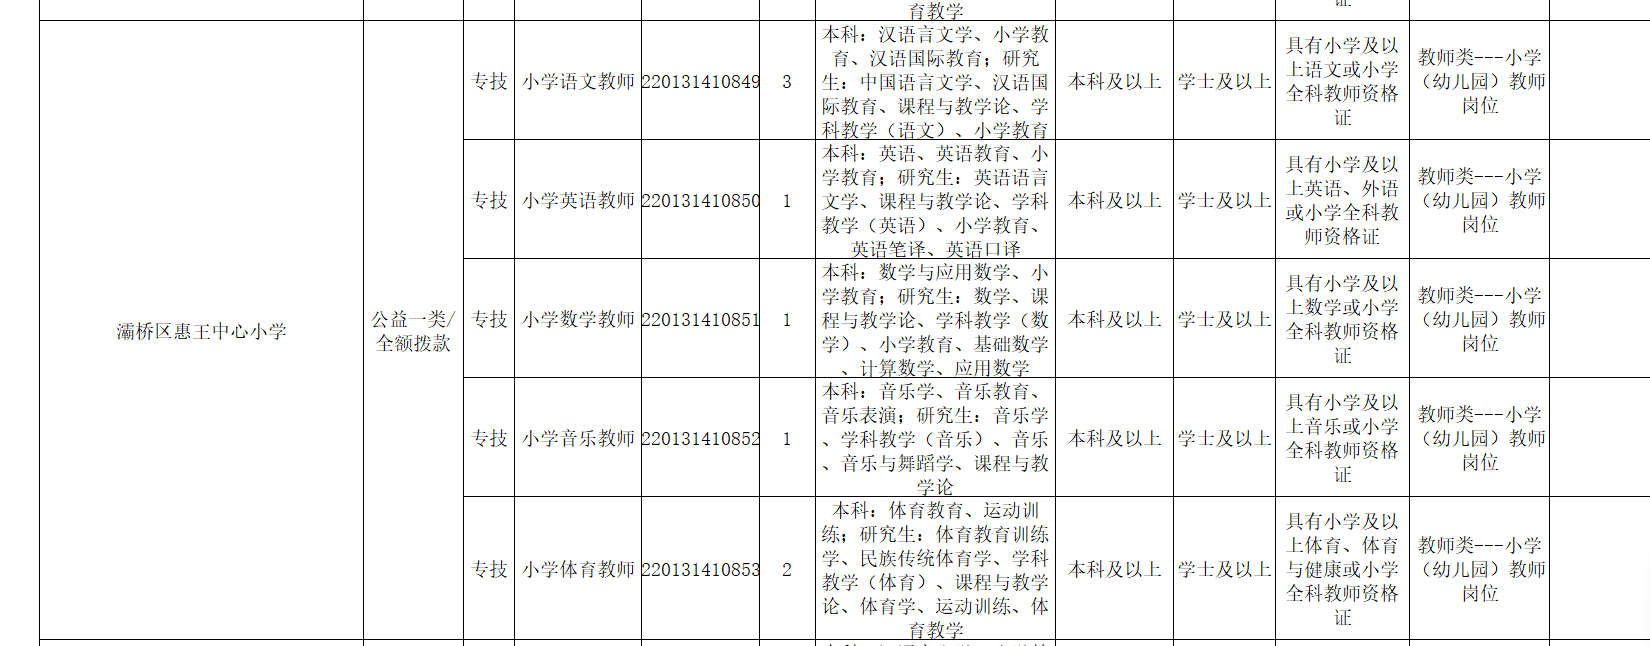 育教学
证
灞桥区惠王中心小学
公益一类/
全额拨款
专技
小学语文教师
220131410849
3
本科：汉语言文学、小学教
育、汉语国际教育；研究
生：中国语言文学、汉语国
际教育、课程与教学论、学
科教学（语文）、小学教育
本科及以上
学士及以上
具有小学及以
上语文或小学
全科教师资格
证
教师类---小学
（幼儿园）教师
岗位
专技
小学英语教师
220131410850
1
本科：英语、英语教育、小
学教育；研究生：英语语言
文学、课程与教学论、学科
教学（英语）、小学教育、
英语笔译、英语口译
本科及以上
学士及以上
具有小学及以
上英语、外语
或小学全科教
师资格证
教师类---小学
（幼儿园）教师
岗位
专技
小学数学教师
220131410851
1
本科：数学与应用数学、小
学教育；研究生：数学、课
程与教学论、学科教学（数
学）、小学教育、基础数学
、计算数学、应用数学
本科及以上
学士及以上
具有小学及以
上数学或小学
全科教师资格
证
教师类---小学
（幼儿园）教师
岗位
专技
小学音乐教师
220131410852
1
本科：音乐学、音乐教育、
音乐表演；研究生：音乐学
、学科教学（音乐）、音乐
、音乐与舞蹈学、课程与教
学论
本科及以上
学士及以上
具有小学及以
上音乐或小学
全科教师资格
证
教师类---小学
（幼儿园）教师
岗位
专技
小学体育教师
220131410853
2
本科：体育教育、运动训
练；研究生：体育教育训练
学、民族传统体育学、学科
教学（体育）、课程与教学
论、体育学、运动训练、体
育教学
本科及以上
学士及以上
具有小学及以
上体育、体育
与健康或小学
全科教师资格
证
教师类---小学
（幼儿园）教师
岗位